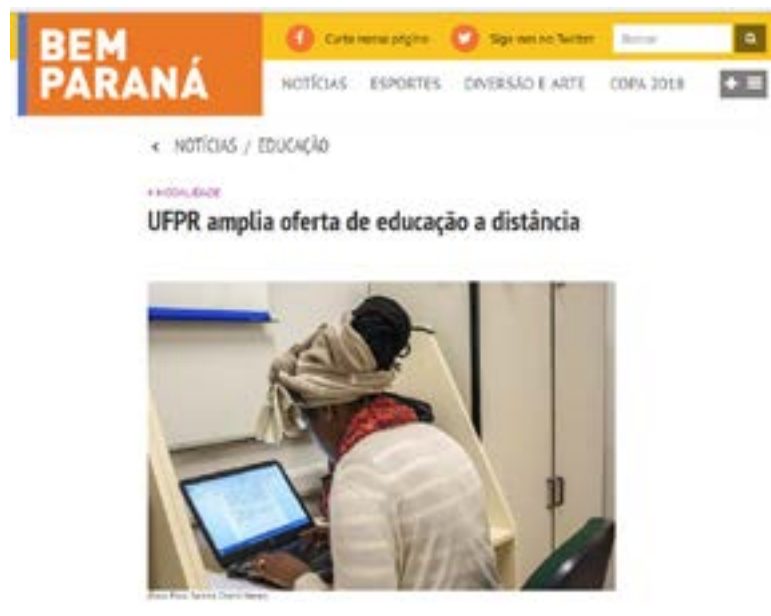 BEM
PARANÁ
Curta nossa página
Siga-nos no Twitter
Buscar
NOTÍCIAS
ESPORTES
DIVERSÃO E ARTE
COPA 2018
< NOTÍCIAS / EDUCAÇÃO
MODALIDADE
UFPR amplia oferta de educação a distância